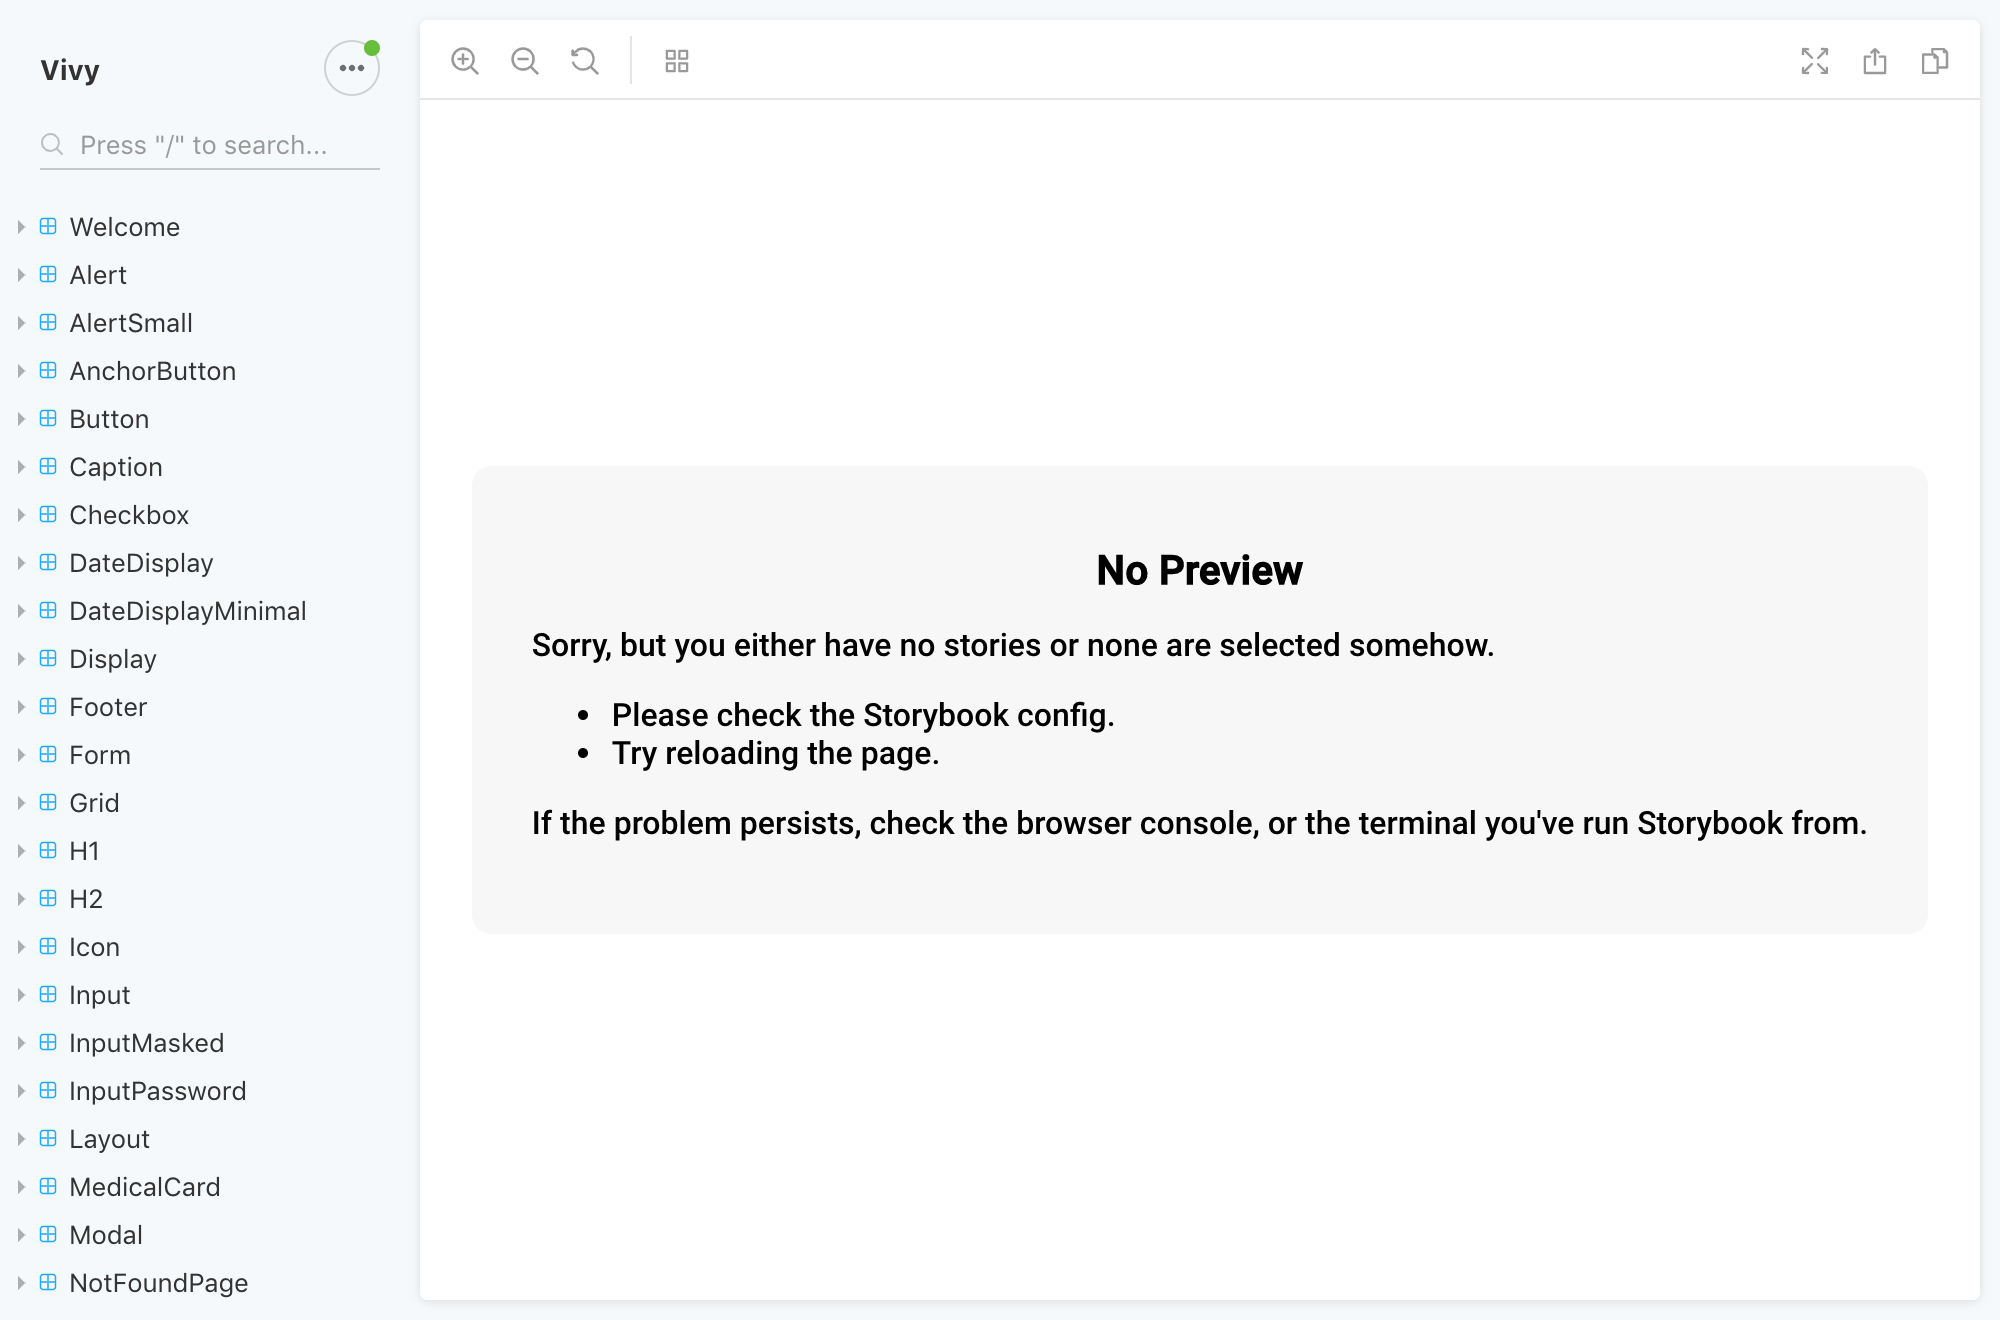 Vivy
Press "/" to search...
Welcome
Alert
AlertSmall
AnchorButton
Button
Caption
Checkbox
DateDisplay
DateDisplayMinimal
Display
Footer
Form
Grid
H1
H2
Icon
Input
InputMasked
InputPassword
Layout
MedicalCard
Modal
NotFoundPage
No Preview
Sorry, but you either have no stories or none are selected somehow.
• Please check the Storybook config.
• Try reloading the page.
If the problem persists, check the browser console, or the terminal you've run Storybook from.